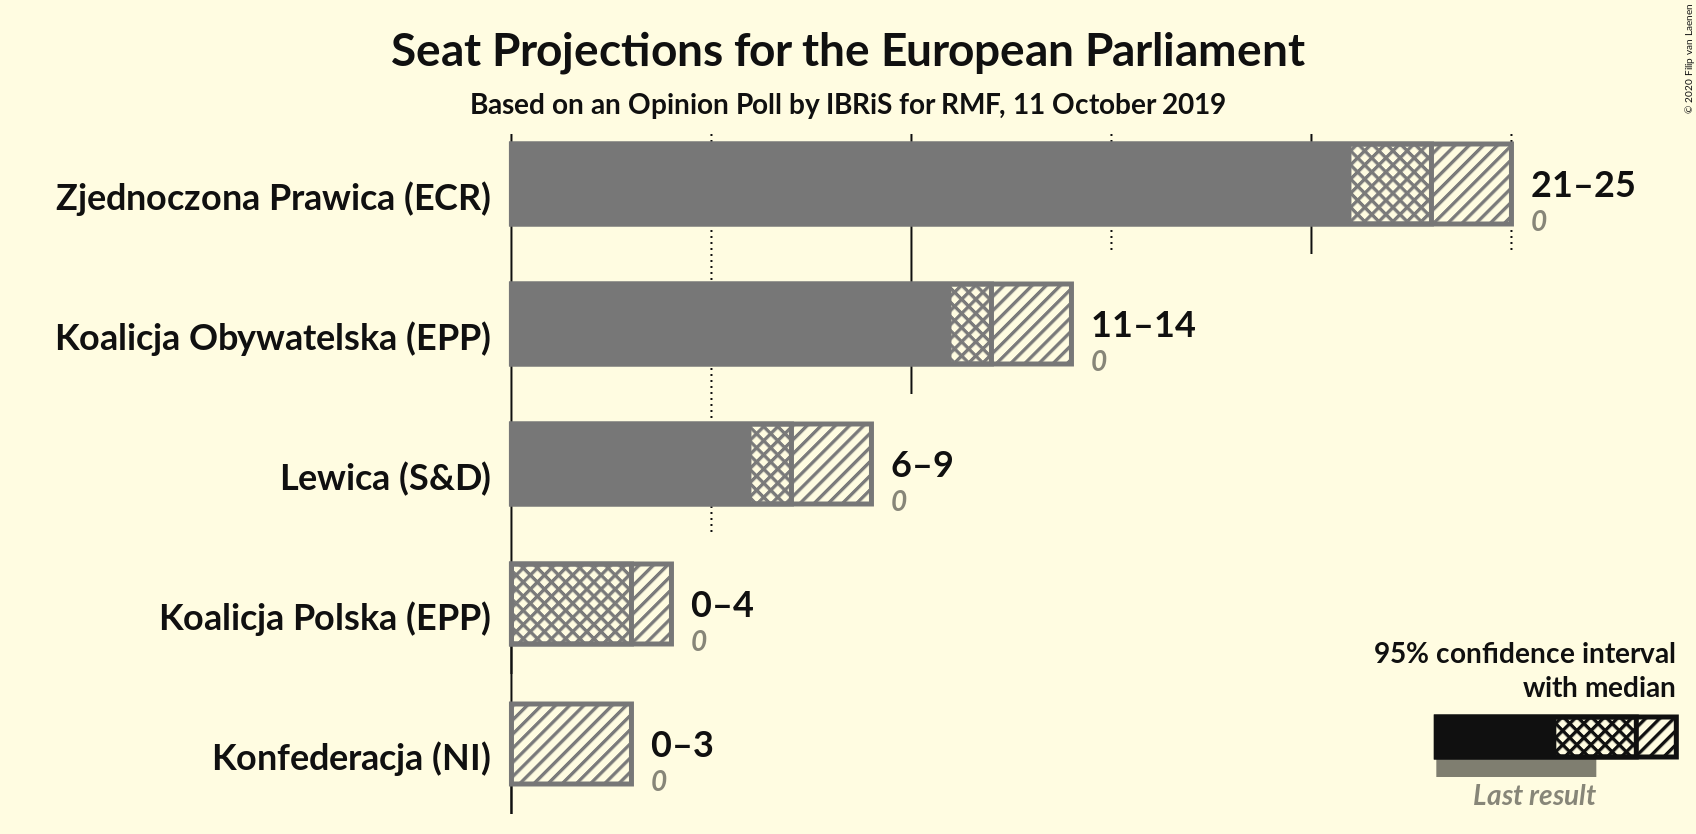 Seat Projections for the European Parliament
Based on an Opinion Poll by IBRiS for RMF, 11 October 2019
© 2020 Filip van Laenen
Zjednoczona Prawica (ECR)
21–25
0
Koalicja Obywatelska (EPP)
11–14
0
Lewica (S&D)
6–9
0
Koalicja Polska (EPP)
0–4
0
Konfederacja (NI)
0–3
0
95% confidence interval
with median
Last result